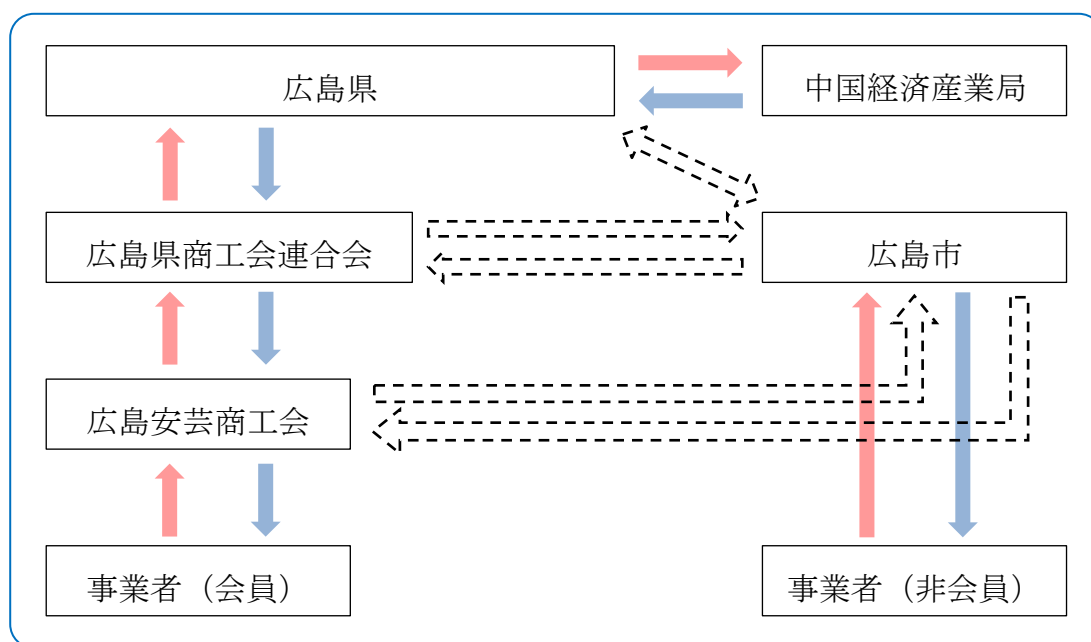 広島県
中国経済産業局
広島県商工会連合会
広島市
広島安芸商工会
事業者（会員）
事業者（非会員）